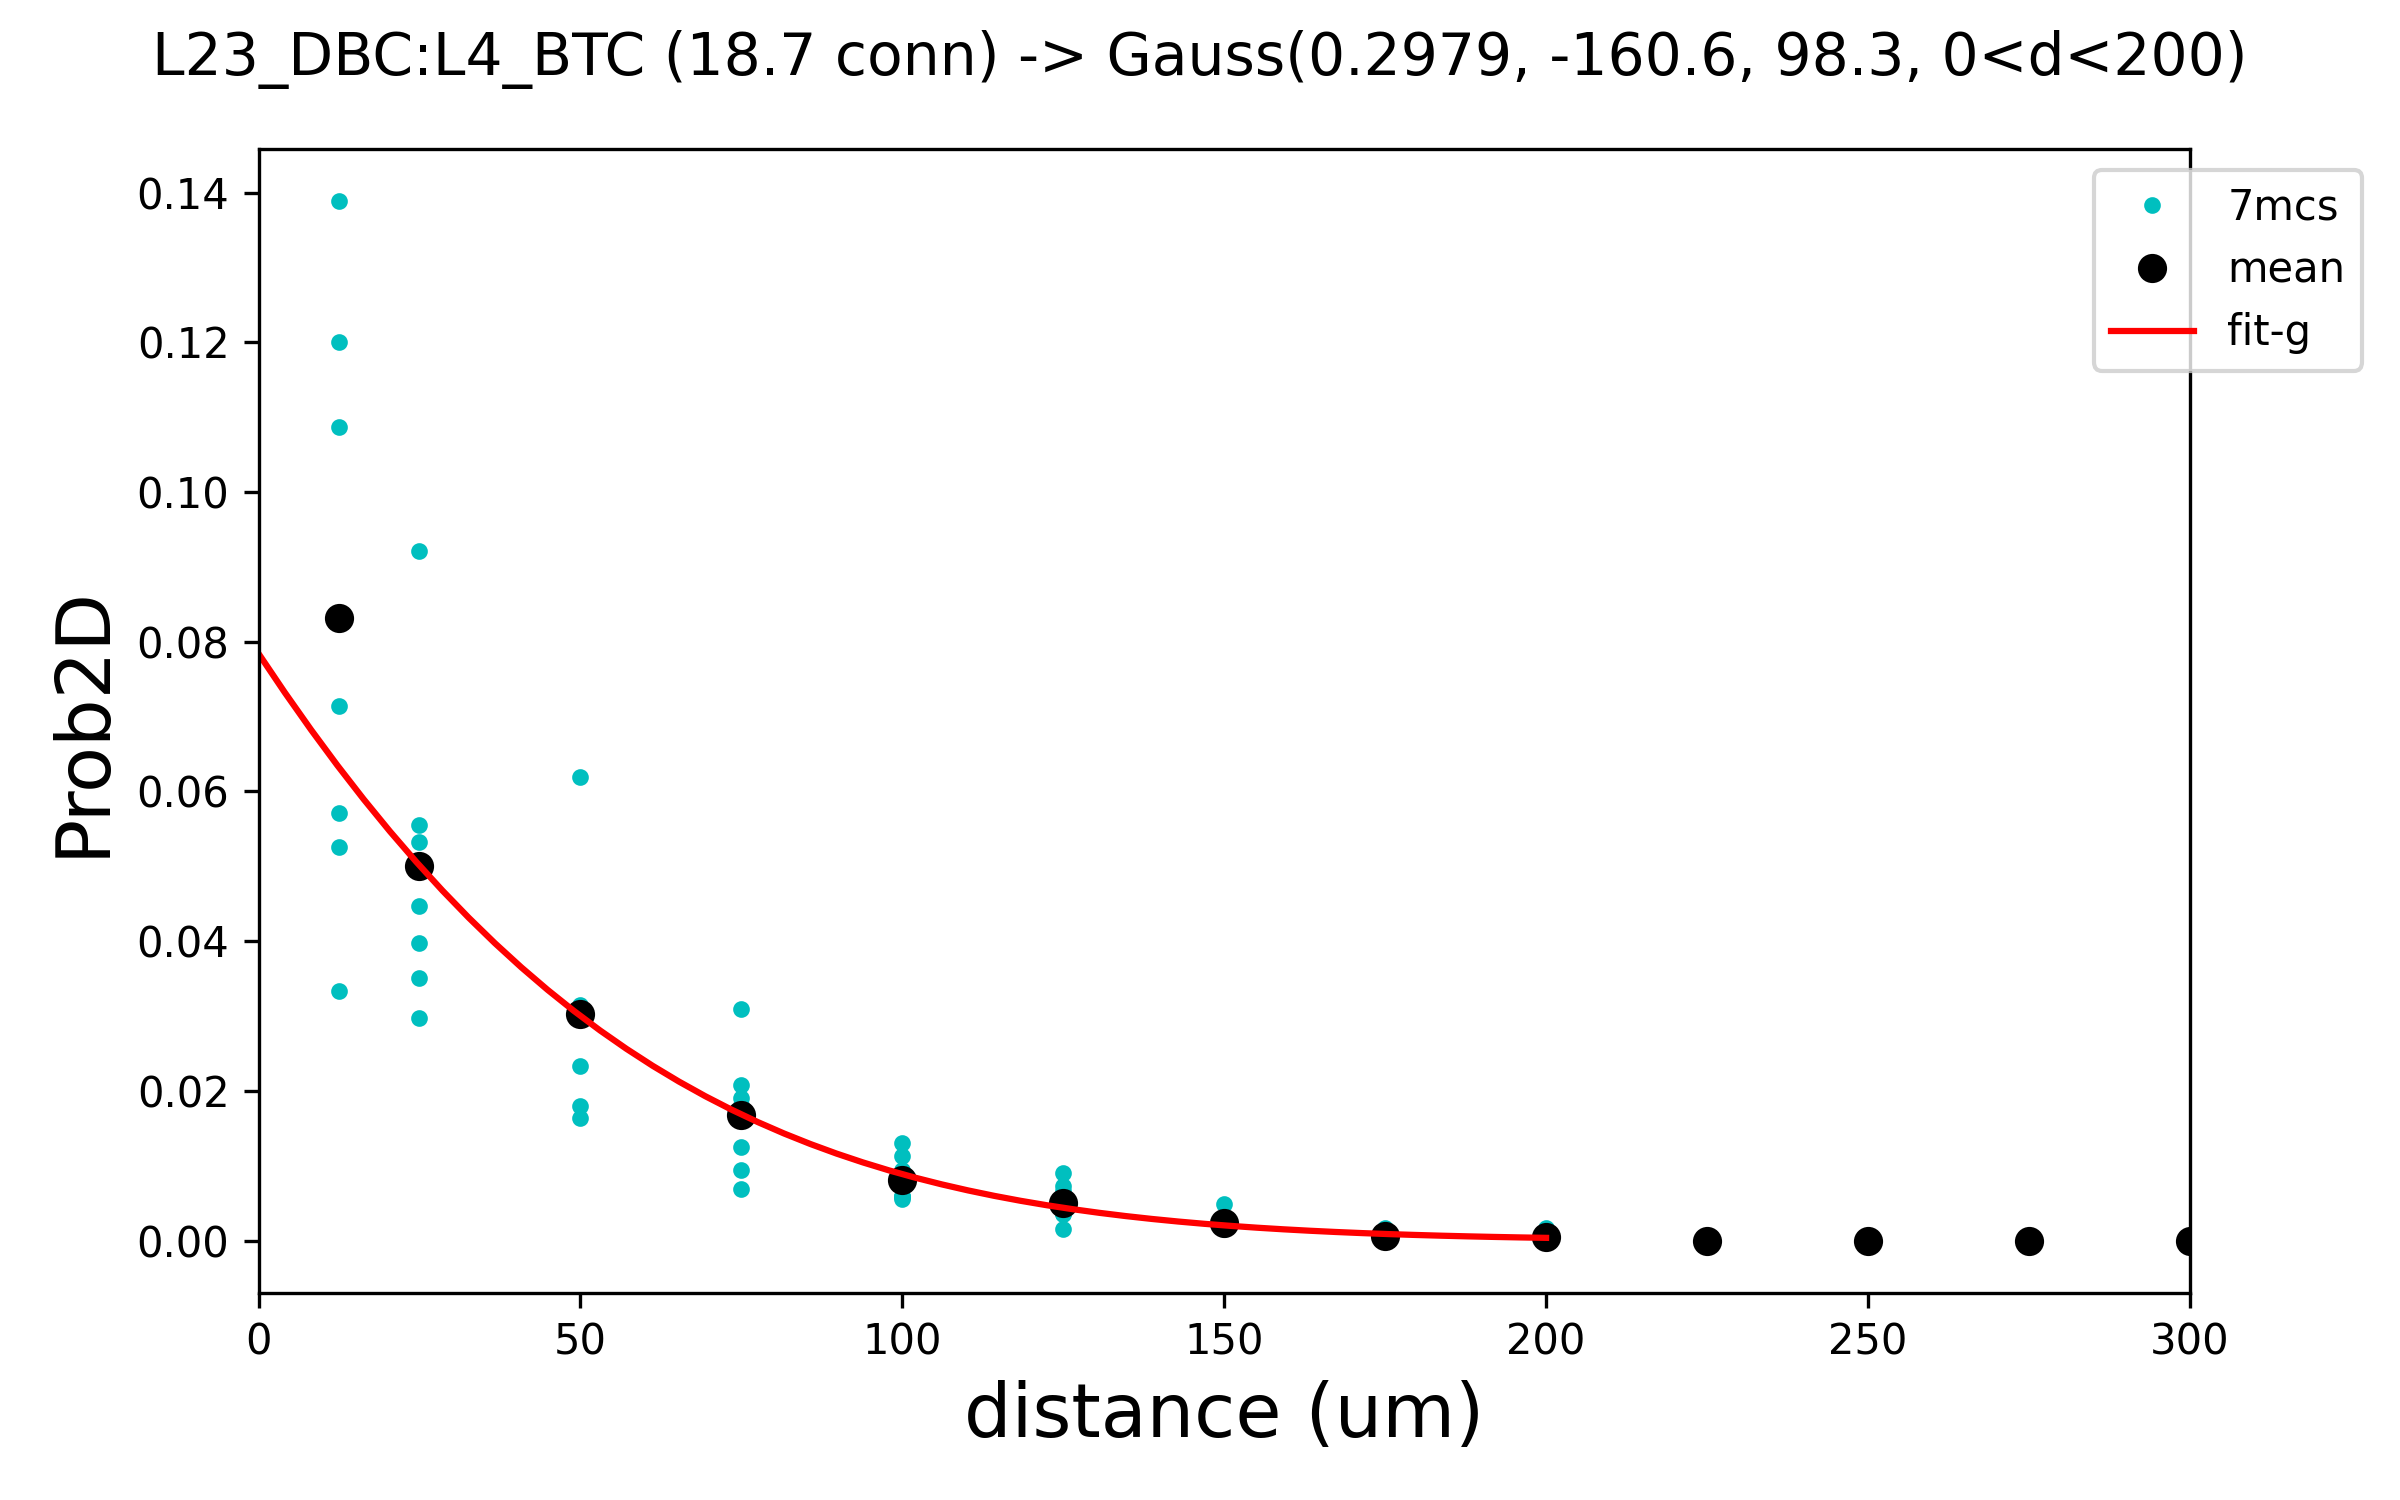 L23_DBC:L4_BTC (18.7 conn) -> Gauss(0.2979, -160.6, 98.3, 0<d<200)
7mcs
mean
fit-g
Prob2D
0.14
0.12
0.10
0.08
0.06
0.04
0.02
0.00
0 50 100 150 200 250 300
distance (um)